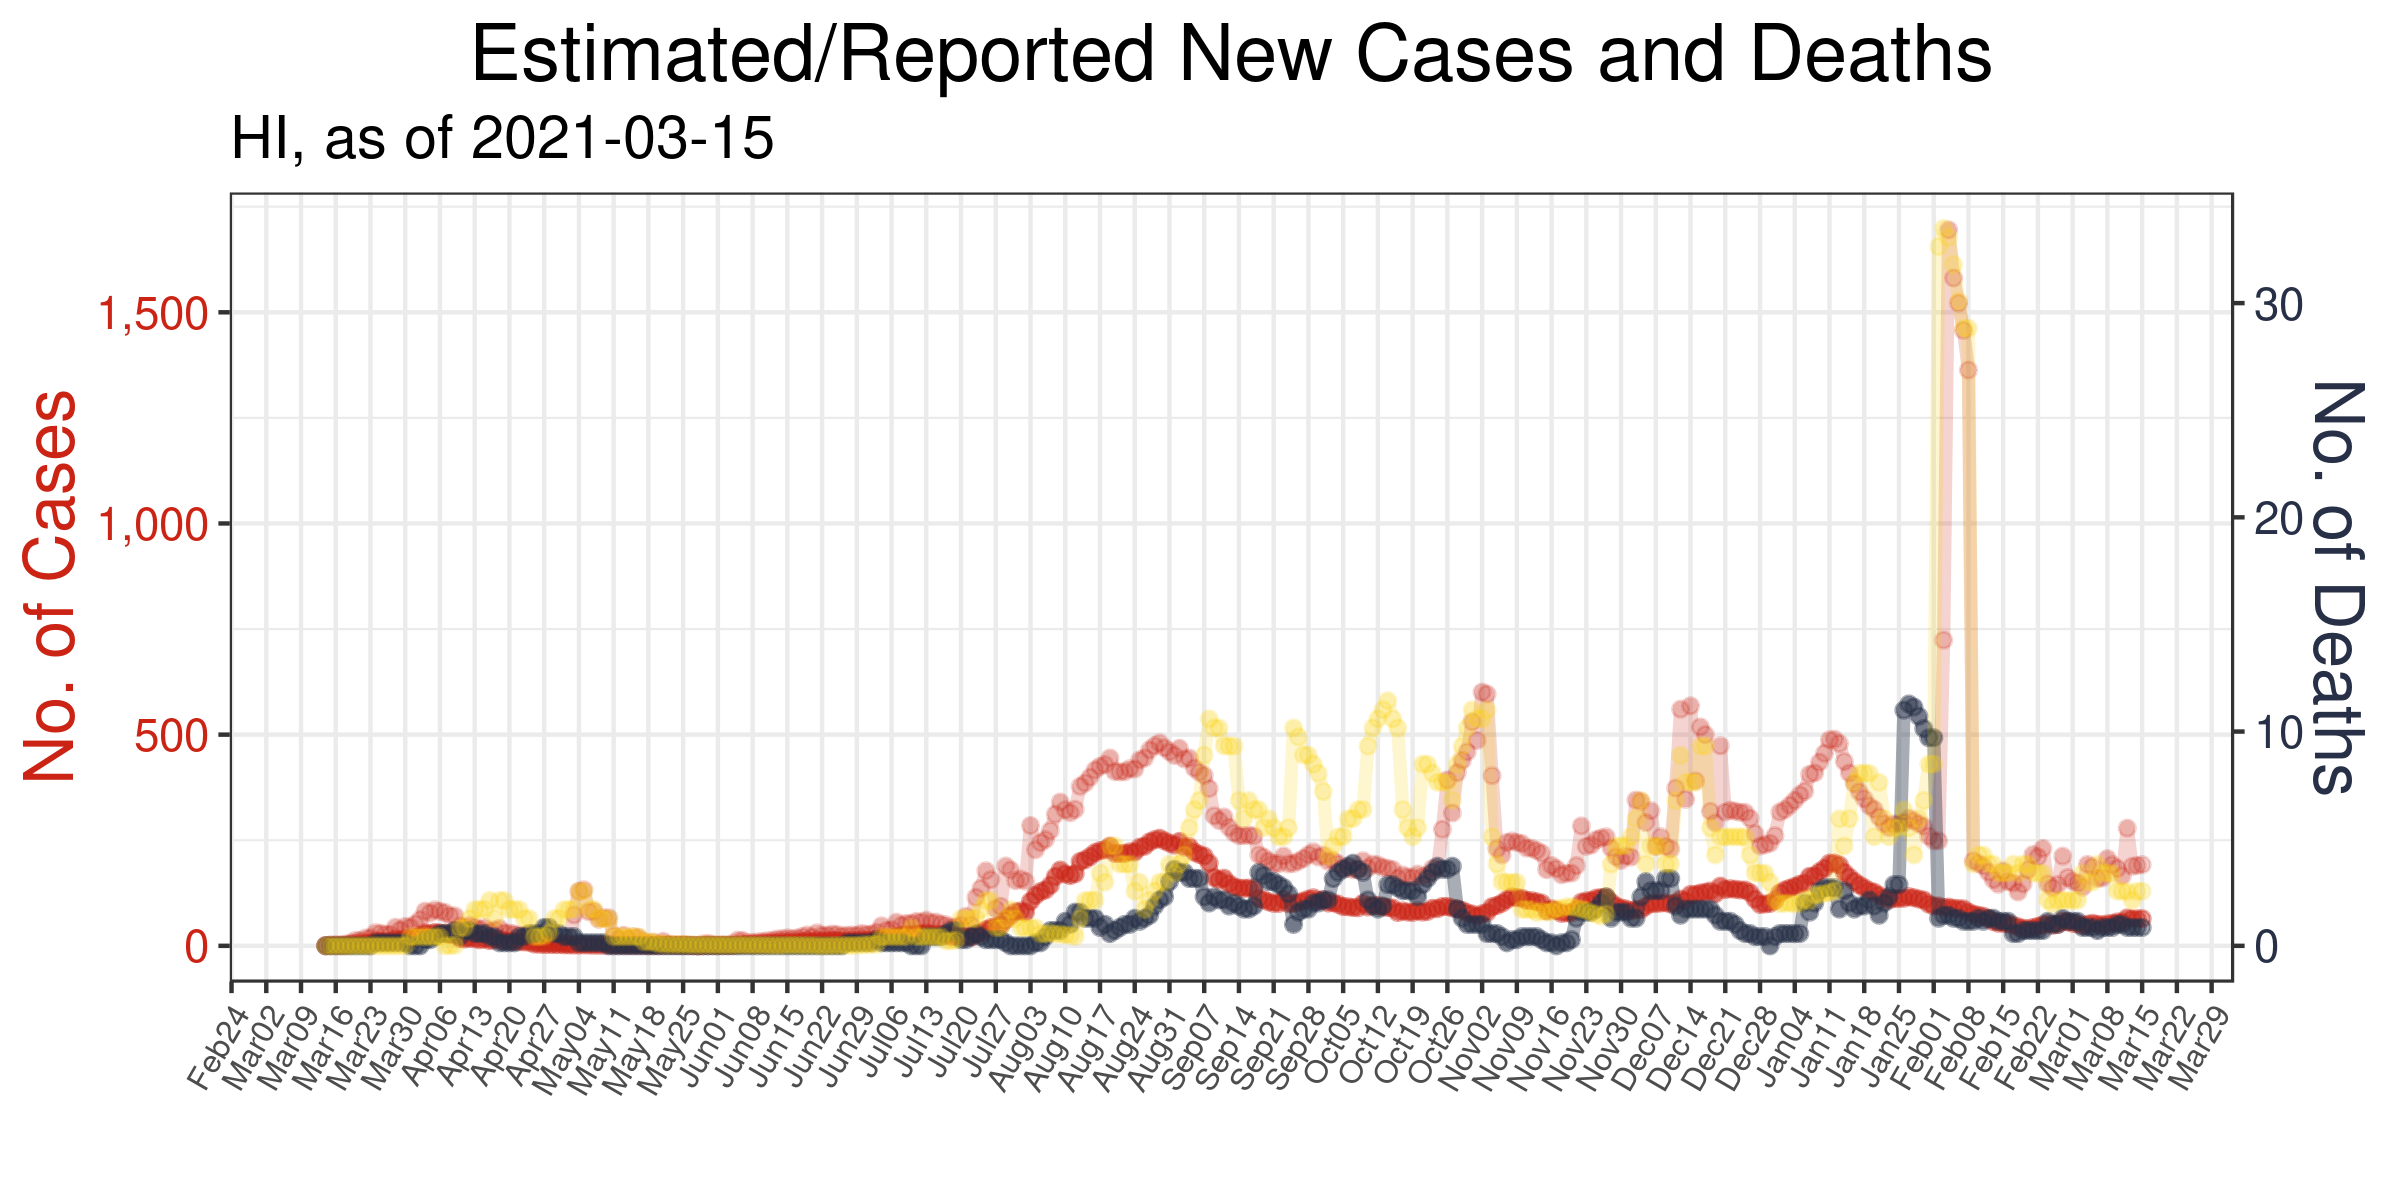 Estimated/Reported New Cases and Deaths
HI, as of 2021-03-15
No. of Cases
1,500
1,000
500
0
30
20
10
0
No. of Deaths
Feb24
Mar02
Mar09
Mar16
Mar23
Mar30
Apr06
Apr13
Apr20
Apr27
May04
May11
May18
May25
Jun01
Jun08
Jun15
Jun22
Jun29
Jul06
Jul13
Jul20
Jul27
Aug03
Aug10
Aug17
Aug24
Aug31
Sep07
Sep14
Sep21
Sep28
Oct05
Oct12
Oct19
Oct26
Nov02
Nov09
Nov16
Nov23
Nov30
Dec07
Dec14
Dec21
Dec28
Jan04
Jan11
Jan18
Jan25
Feb01
Feb08
Feb15
Feb22
Mar01
Mar08
Mar15
Mar22
Mar29